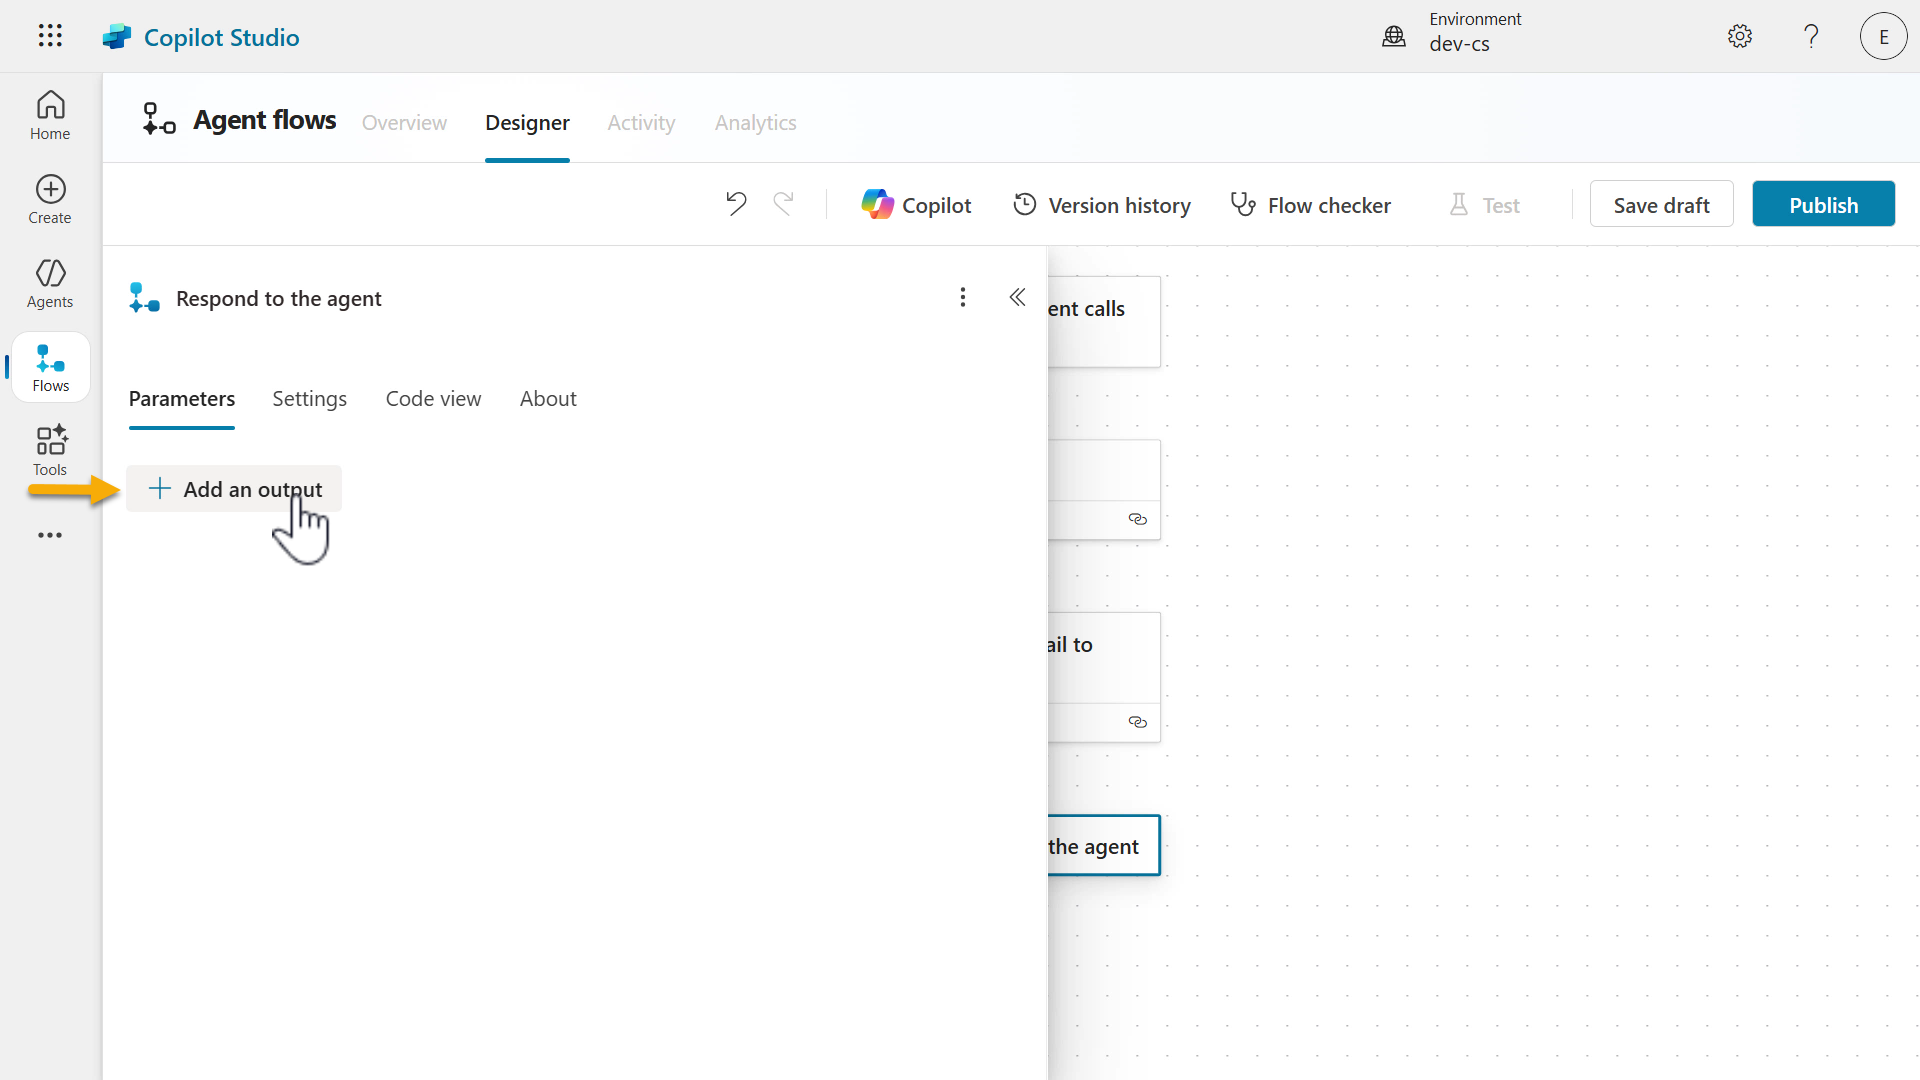 Copilot Studio
Environment
dev-cs
E
Home
Create
Agents
Flows
Tools
Agent flows
Overview
Designer
Activity
Analytics
Copilot
Version history
Flow checker
Test
Save draft
Publish
Respond to the agent
Parameters
Settings
Code view
About
Add an output
ent calls
ail to
the agent